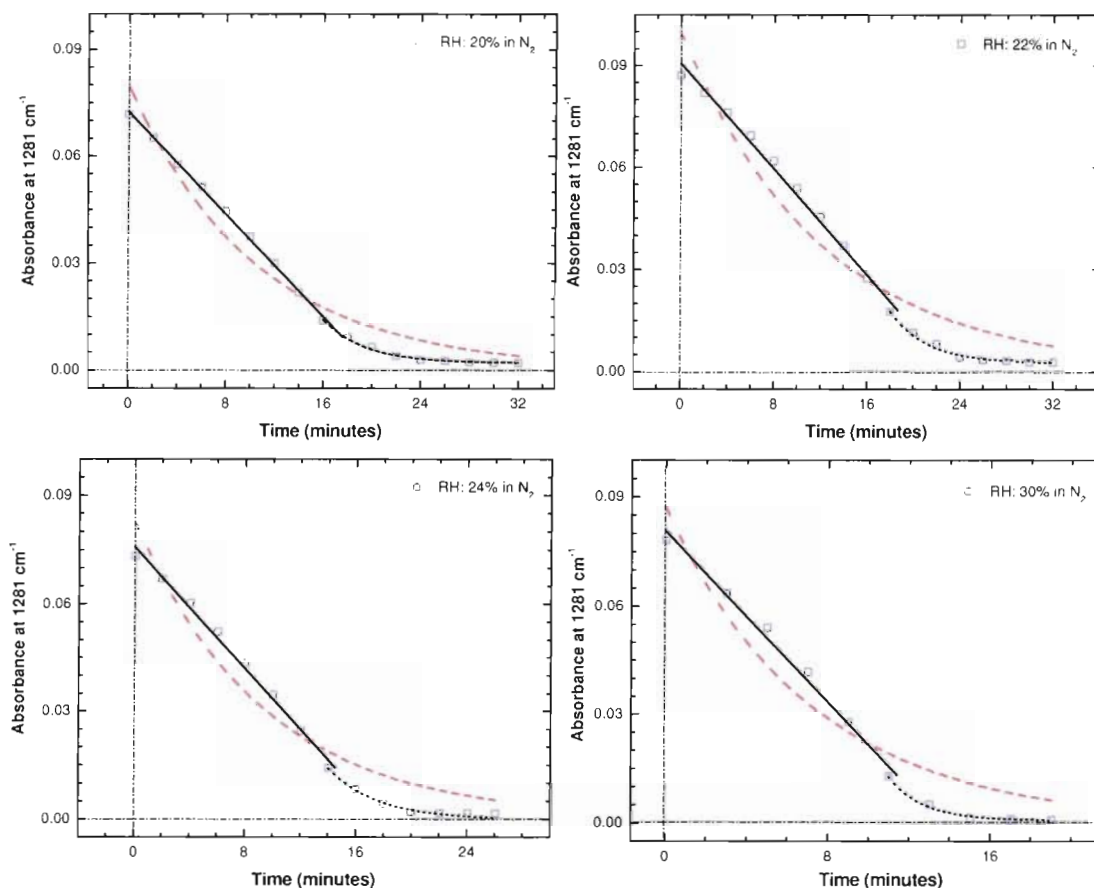 RH: 20% in N₂
0.09
0.06
0.03
0.00
Absorbance at 1281 cm⁻¹
0
8
16
24
32
Time (minutes)
RH: 22% in N₂
0.09
0.06
0.03
0.00
Absorbance at 1281 cm⁻¹
0
8
16
24
32
Time (minutes)
RH: 24% in N₂
0.09
0.06
0.03
0.00
Absorbance at 1281 cm⁻¹
0
8
16
24
Time (minutes)
RH: 30% in N₂
0.09
0.06
0.03
0.00
Absorbance at 1281 cm⁻¹
0
8
16
Time (minutes)